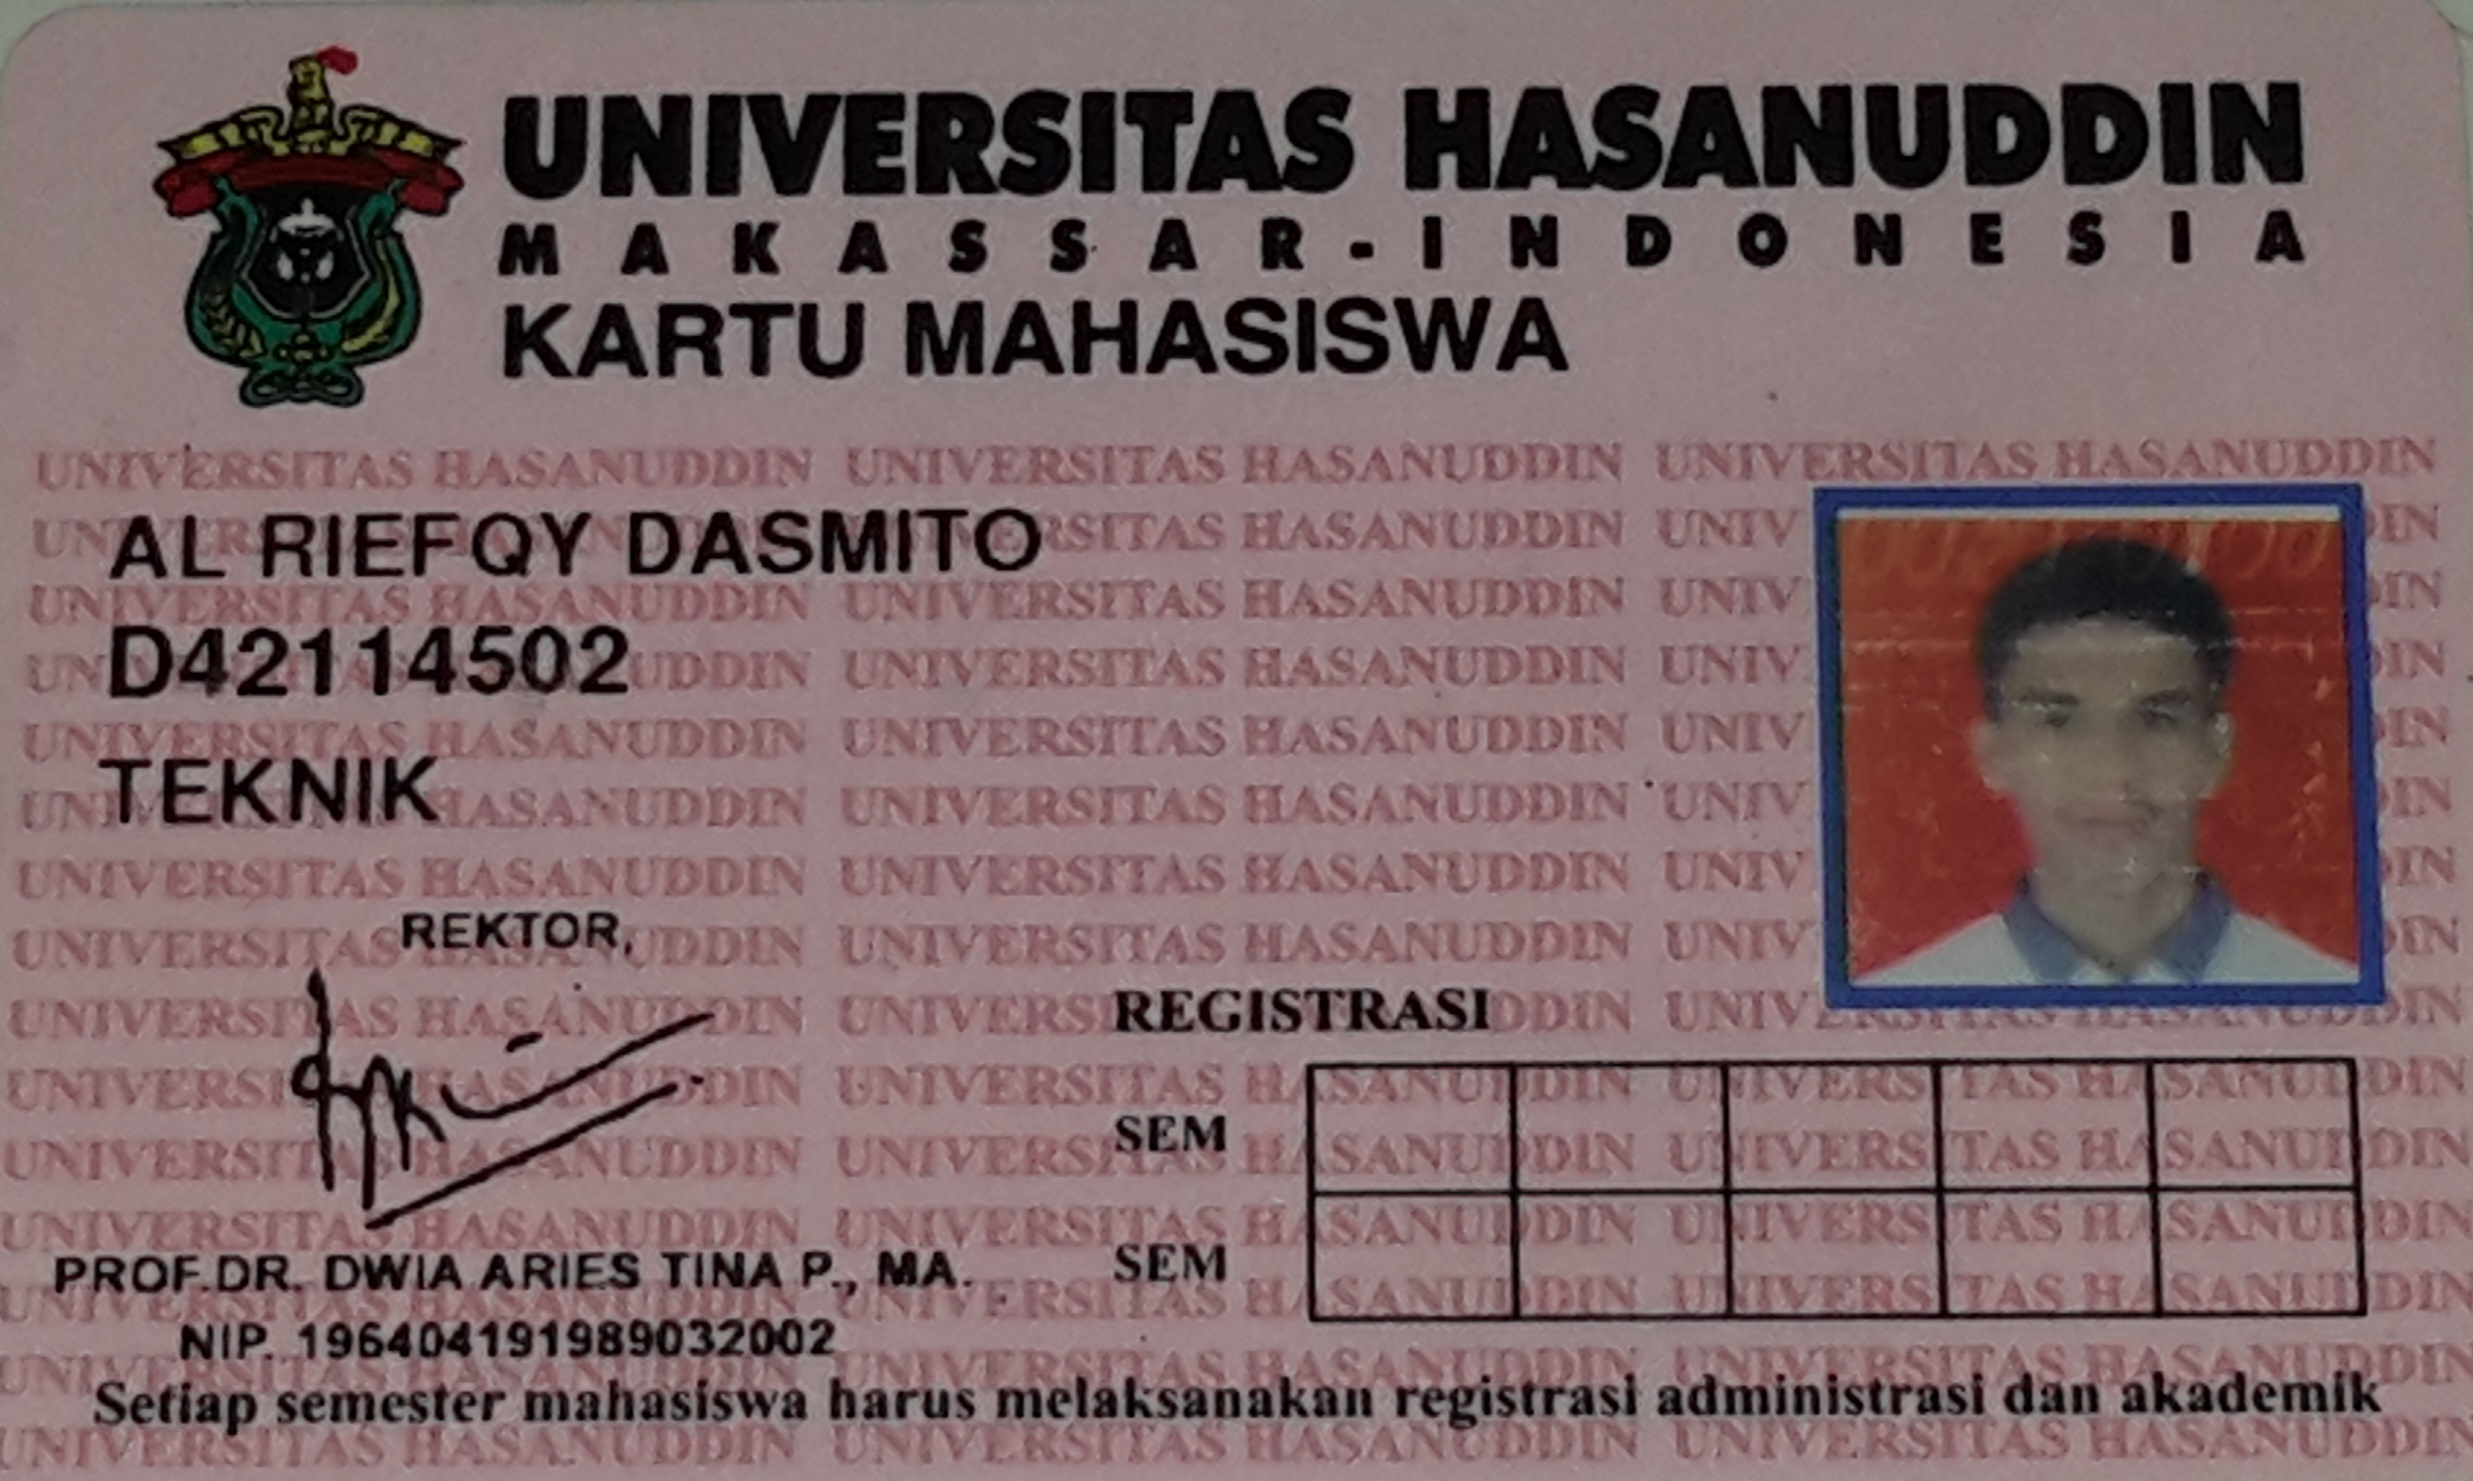 UNIVERSITAS HASANUDDIN
MAKASSAR-INDONESIA
KARTU MAHASISWA
AL RIEFQY DASMITO
D42114502
TEKNIK
REKTOR,
PROF.DR. DWIA ARIES TINA P., MA.
NIP. 196404191989032002
REGISTRASI
SEM
SEM
Setiap semester mahasiswa harus melaksanakan registrasi administrasi dan akademik